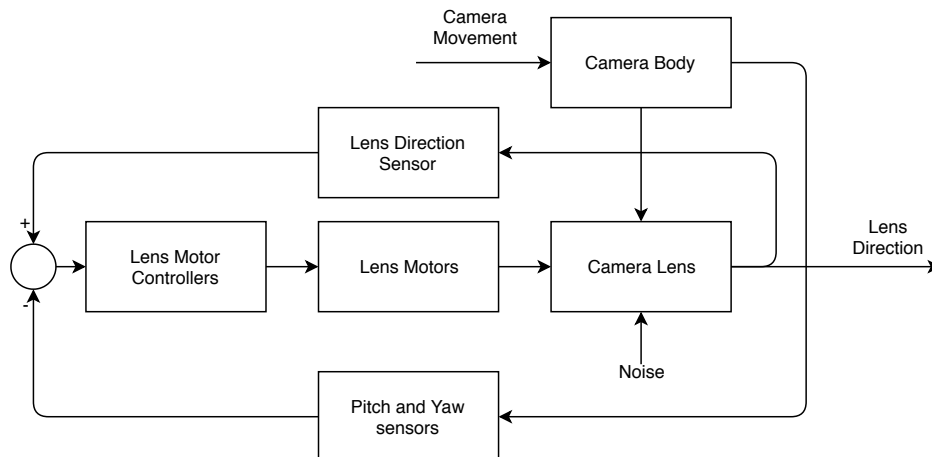 Camera
Movement
Camera Body
Lens Direction
Sensor
+
Lens
Direction
Lens Motor
Controllers
Lens Motors
Camera Lens
-
Noise
Pitch and Yaw
sensors